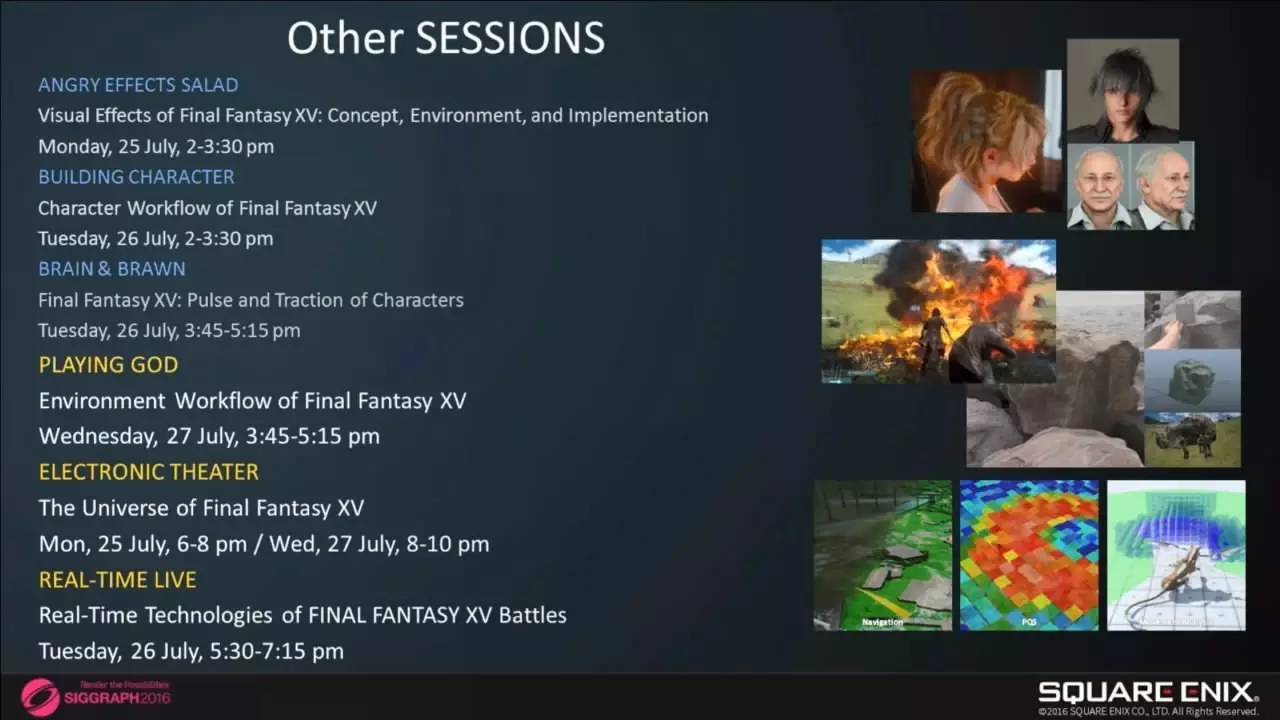 Other SESSIONS
ANGRY EFFECTS SALAD
Visual Effects of Final Fantasy XV: Concept, Environment, and Implementation
Monday, 25 July, 2-3:30 pm
BUILDING CHARACTER
Character Workflow of Final Fantasy XV
Tuesday, 26 July, 2-3:30 pm
BRAIN & BRAWN
Final Fantasy XV: Pulse and Traction of Characters
Tuesday, 26 July, 3:45-5:15 pm
PLAYING GOD
Environment Workflow of Final Fantasy XV
Wednesday, 27 July, 3:45-5:15 pm
ELECTRONIC THEATER
The Universe of Final Fantasy XV
Mon, 25 July, 6-8 pm / Wed, 27 July, 8-10 pm
REAL-TIME LIVE
Real-Time Technologies of FINAL FANTASY XV Battles
Tuesday, 26 July, 5:30-7:15 pm
Navigation
PQS
Render the Possibilities
SIGGRAPH2016
SQUARE ENIX.
©2016 SQUARE ENIX CO., LTD. All Rights Reserved.